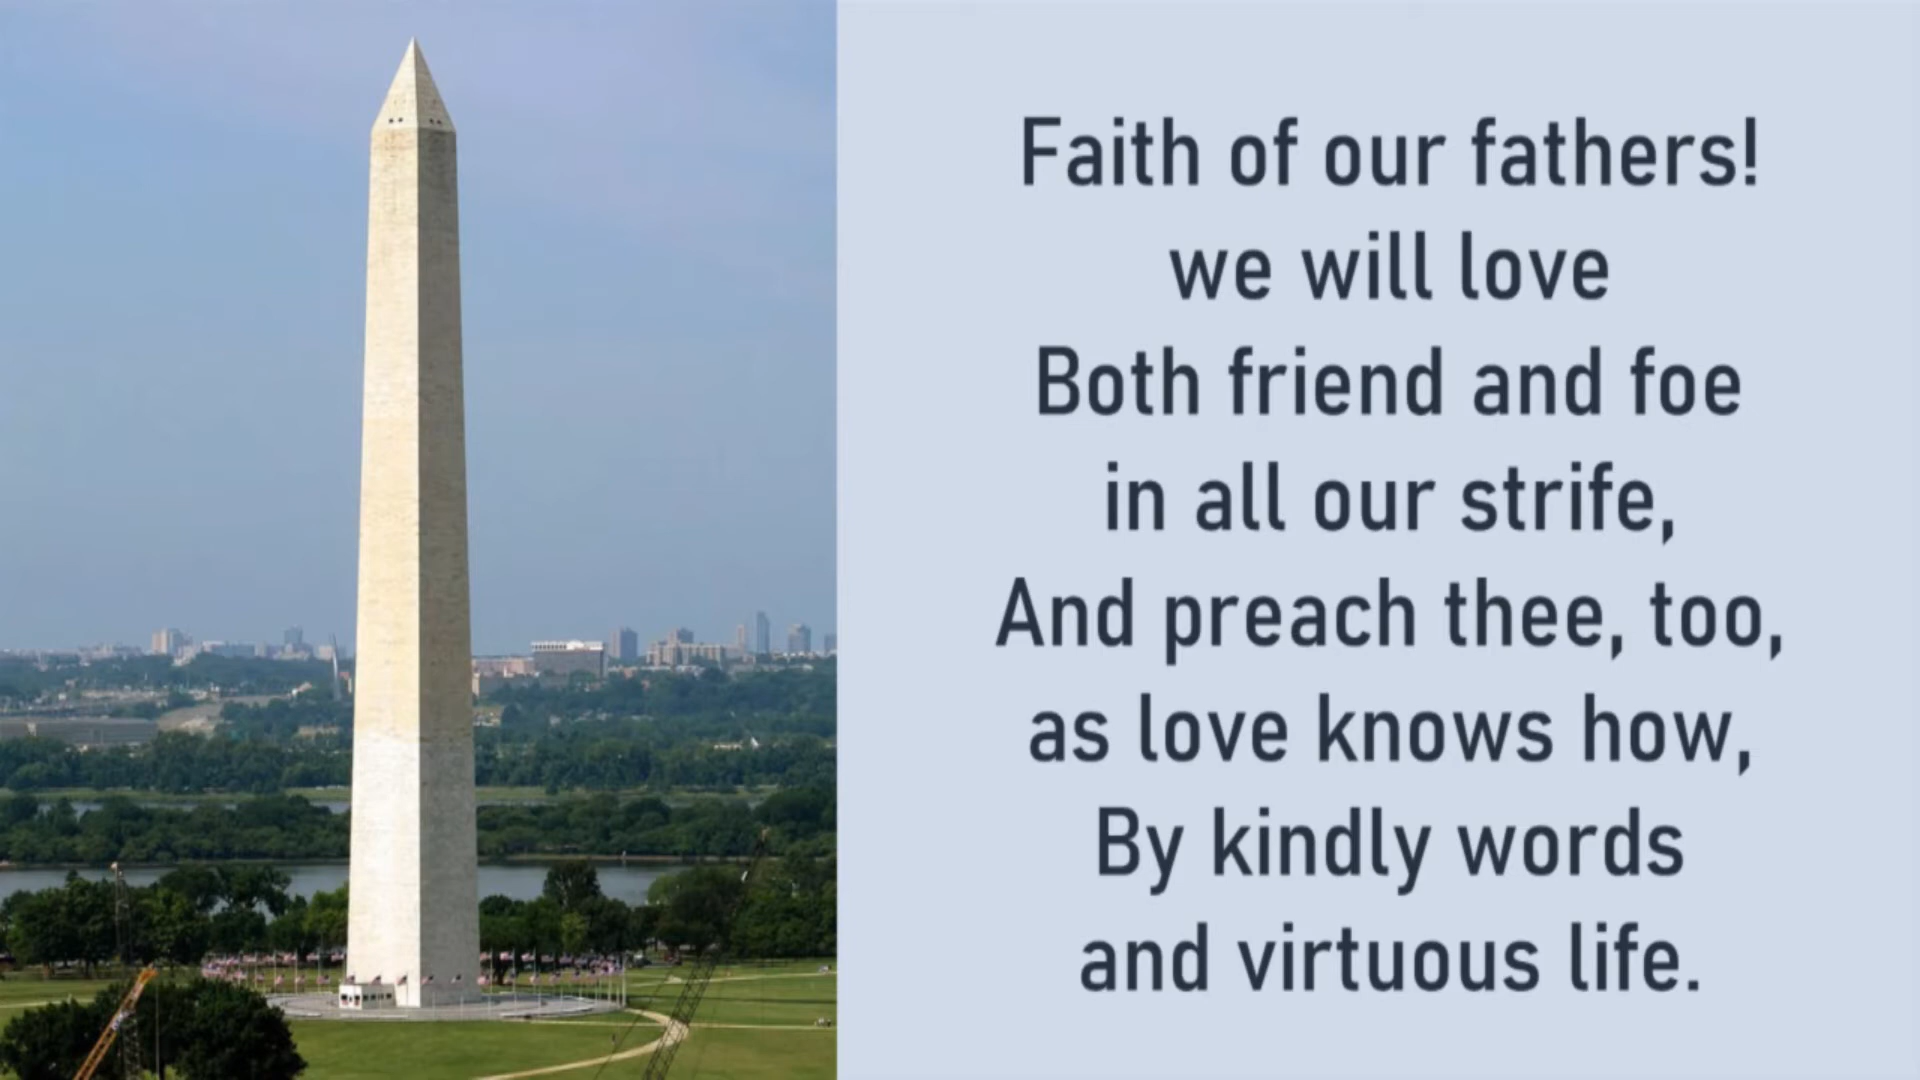 Faith of our fathers!
we will love
Both friend and foe
in all our strife,
And preach thee, too,
as love knows how,
By kindly words
and virtuous life.